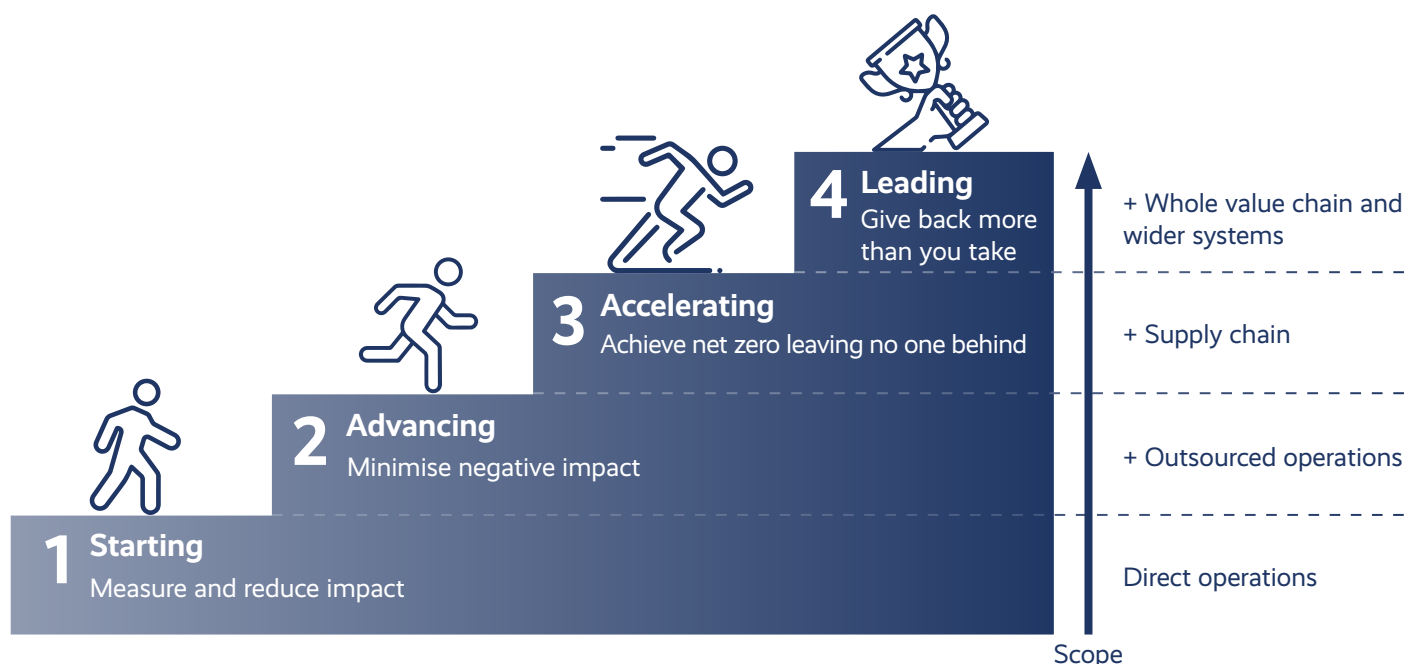 4 Leading
Give back more
than you take
+ Whole value chain and
wider systems
3 Accelerating
Achieve net zero leaving no one behind
+ Supply chain
2 Advancing
Minimise negative impact
+ Outsourced operations
1 Starting
Measure and reduce impact
Direct operations
Scope